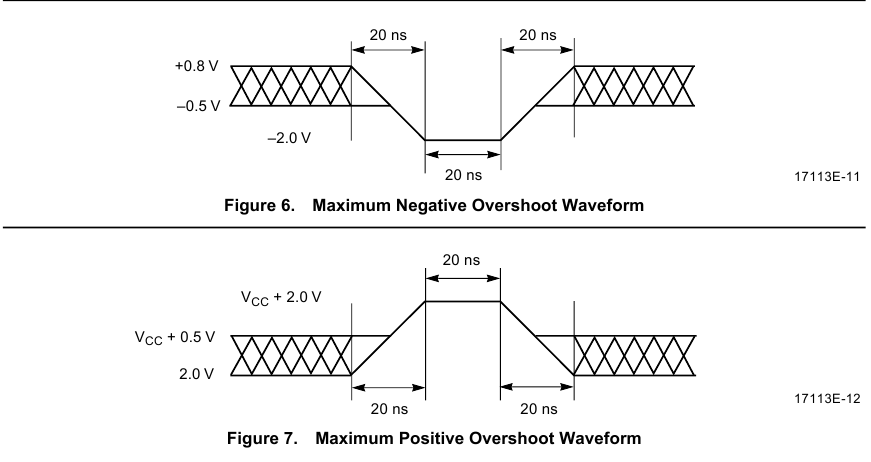 20 ns 20 ns
+0.8 V
–0.5 V
–2.0 V
20 ns
17113E-11
Figure 6. Maximum Negative Overshoot Waveform
20 ns
VCC + 2.0 V
VCC + 0.5 V
2.0 V
20 ns 20 ns
17113E-12
Figure 7. Maximum Positive Overshoot Waveform